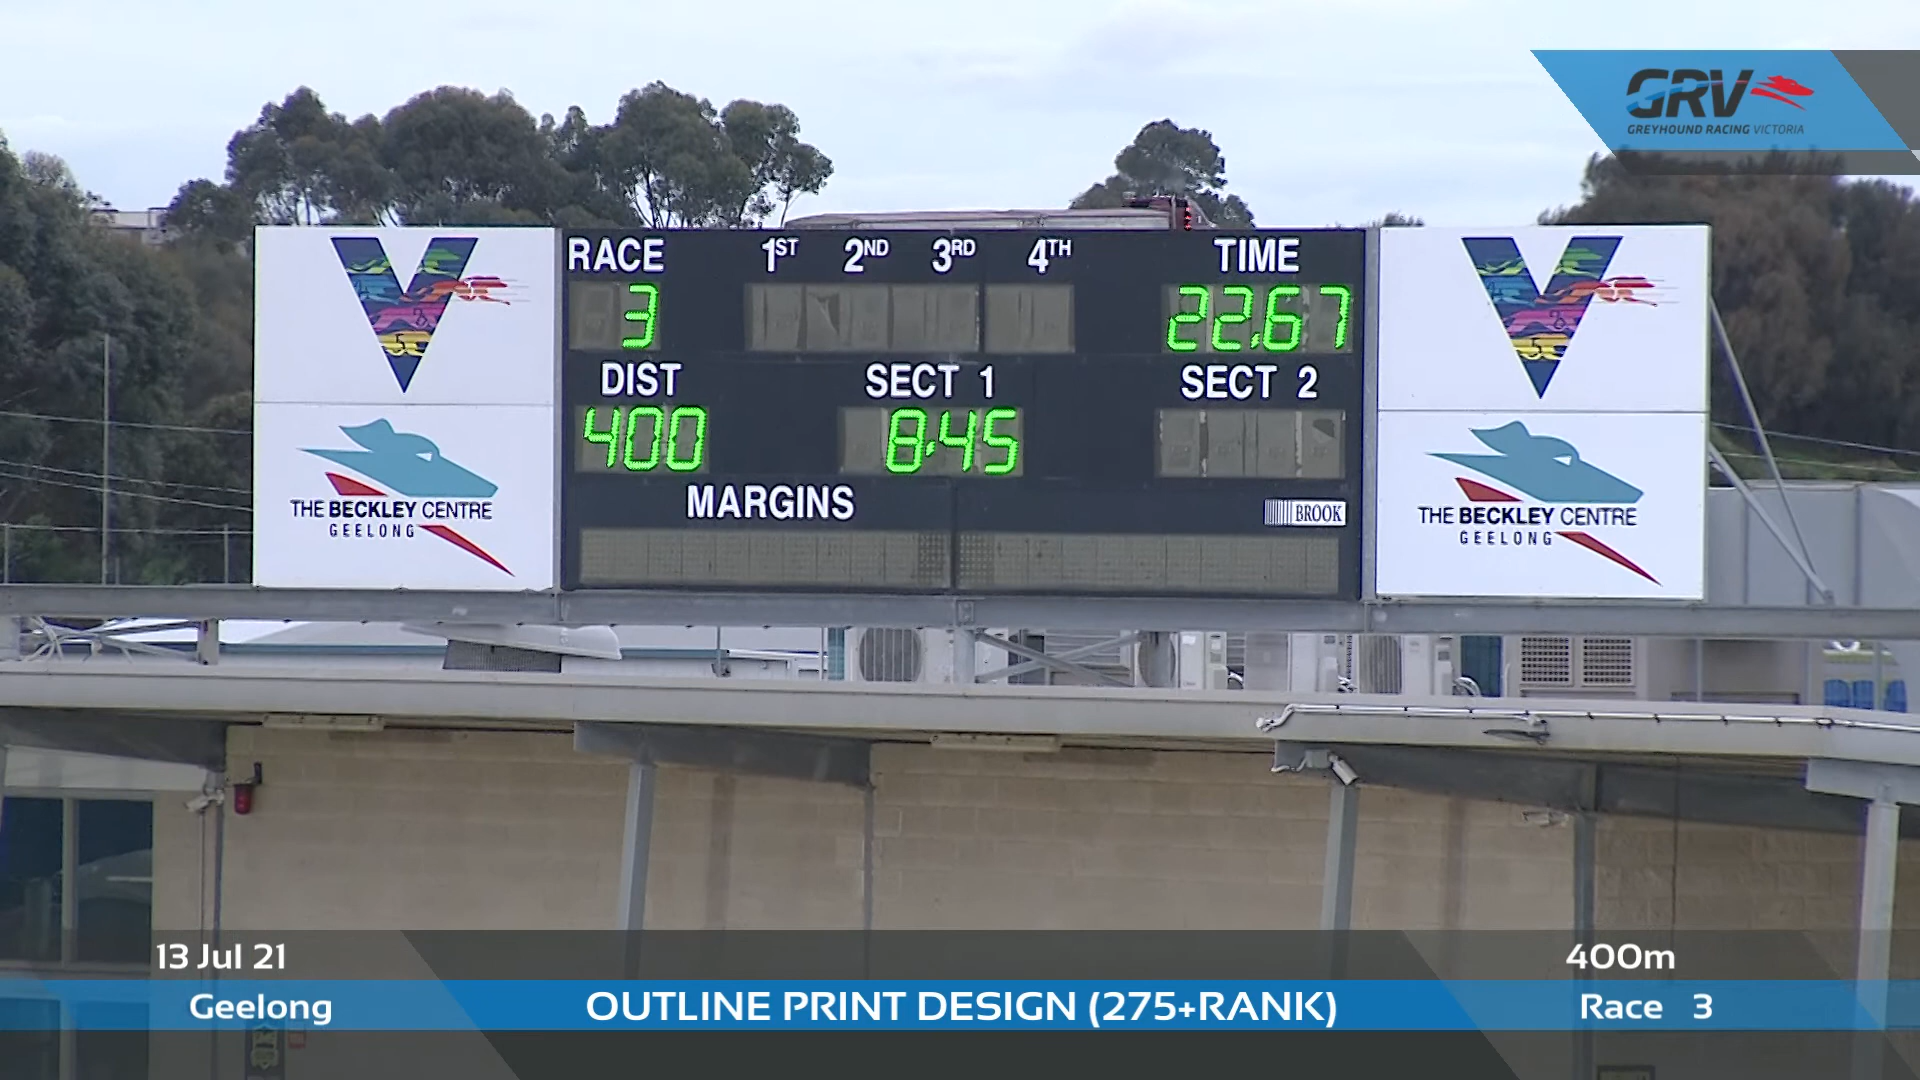 GRV
GREYHOUND RACING VICTORIA
RACE 1ST 2ND 3RD 4TH TIME
3 22.67
DIST SECT 1 SECT 2
400 8.45
MARGINS
BROOK
THE BECKLEY CENTRE
GEELONG
THE BECKLEY CENTRE
GEELONG
13 Jul 21
400m
Geelong
OUTLINE PRINT DESIGN (275+RANK)
Race 3